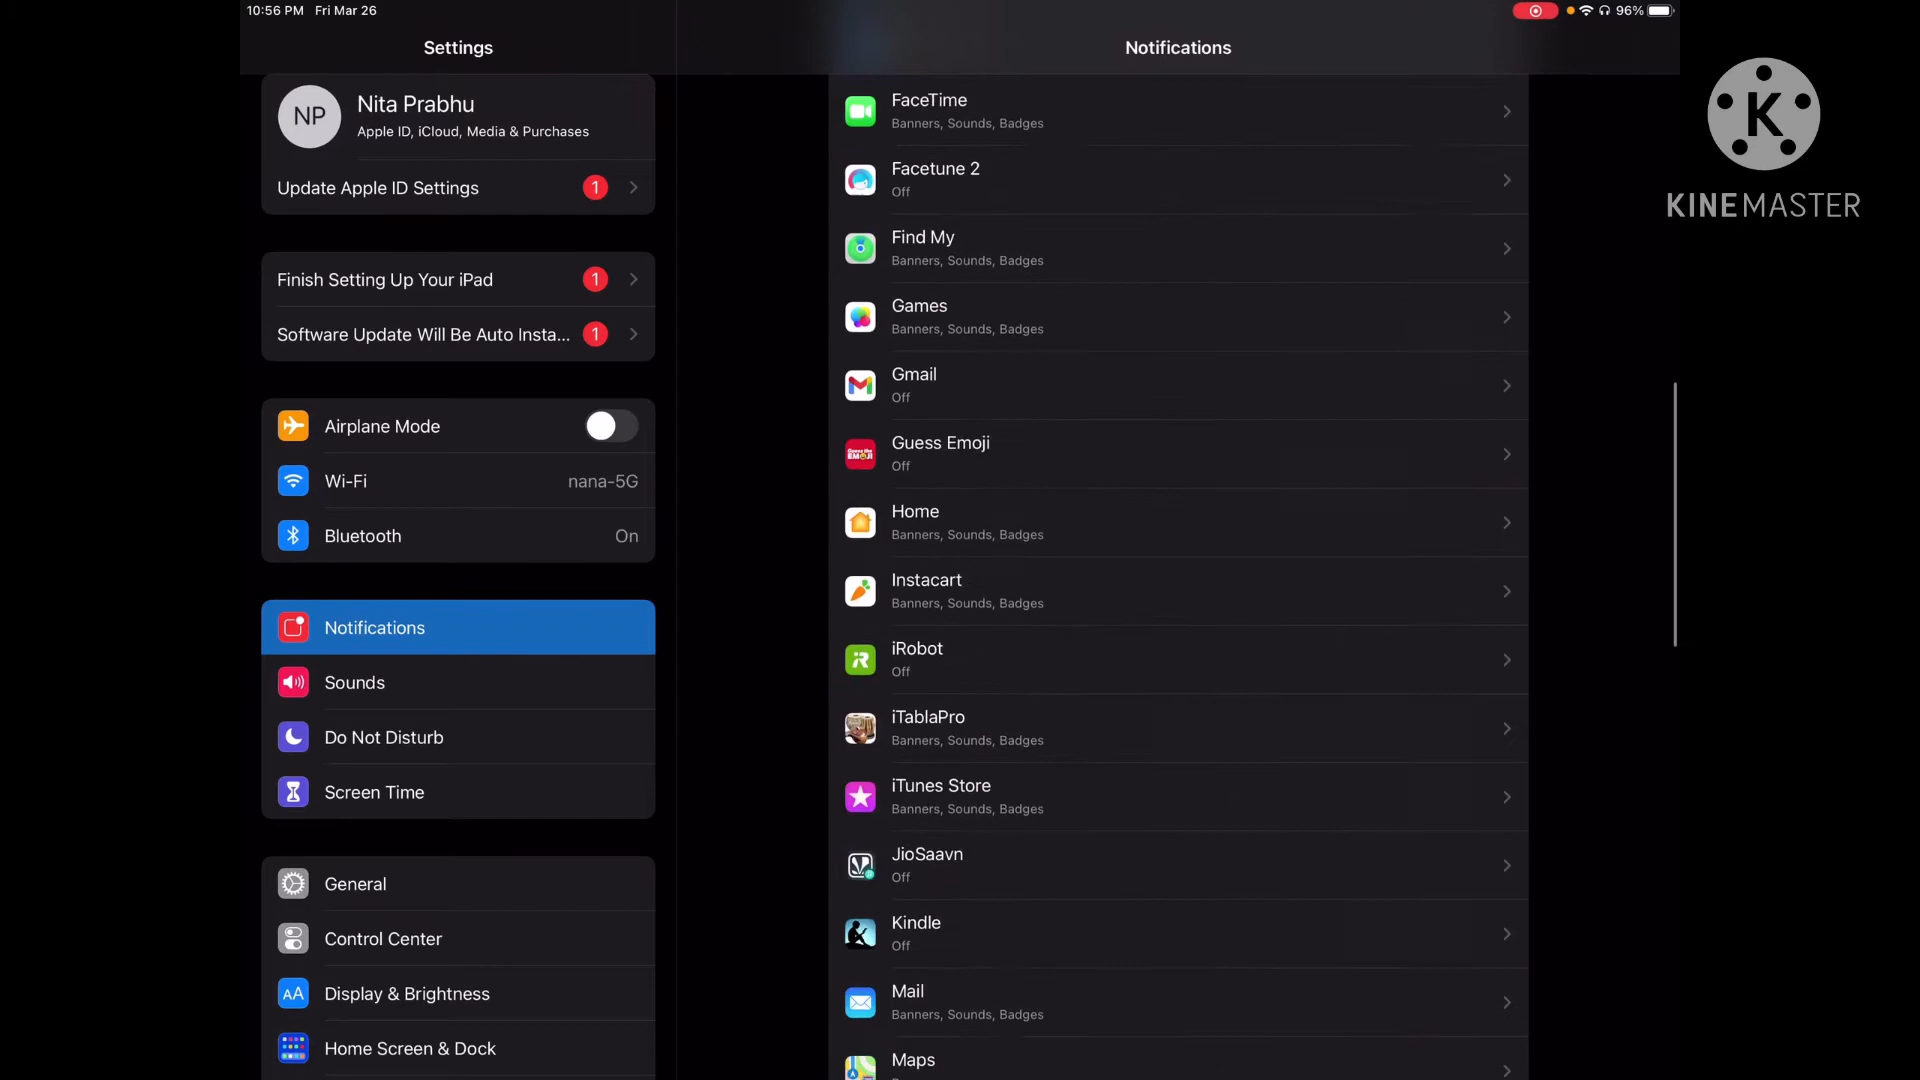 10:56 PM Fri Mar 26
96%
Settings
NP
Nita Prabhu
Apple ID, iCloud, Media & Purchases
Update Apple ID Settings 1
Finish Setting Up Your iPad 1
Software Update Will Be Auto Insta... 1
Airplane Mode
Wi-Fi nana-5G
Bluetooth On
Notifications
Sounds
Do Not Disturb
Screen Time
General
Control Center
AA Display & Brightness
Home Screen & Dock
Notifications
FaceTime
Banners, Sounds, Badges
Facetune 2
Off
Find My
Banners, Sounds, Badges
Games
Banners, Sounds, Badges
Gmail
Off
Guess Emoji
Off
Home
Banners, Sounds, Badges
Instacart
Banners, Sounds, Badges
iRobot
Off
iTablaPro
Banners, Sounds, Badges
iTunes Store
Banners, Sounds, Badges
JioSaavn
Off
Kindle
Off
Mail
Banners, Sounds, Badges
Maps
K
KINEMASTER